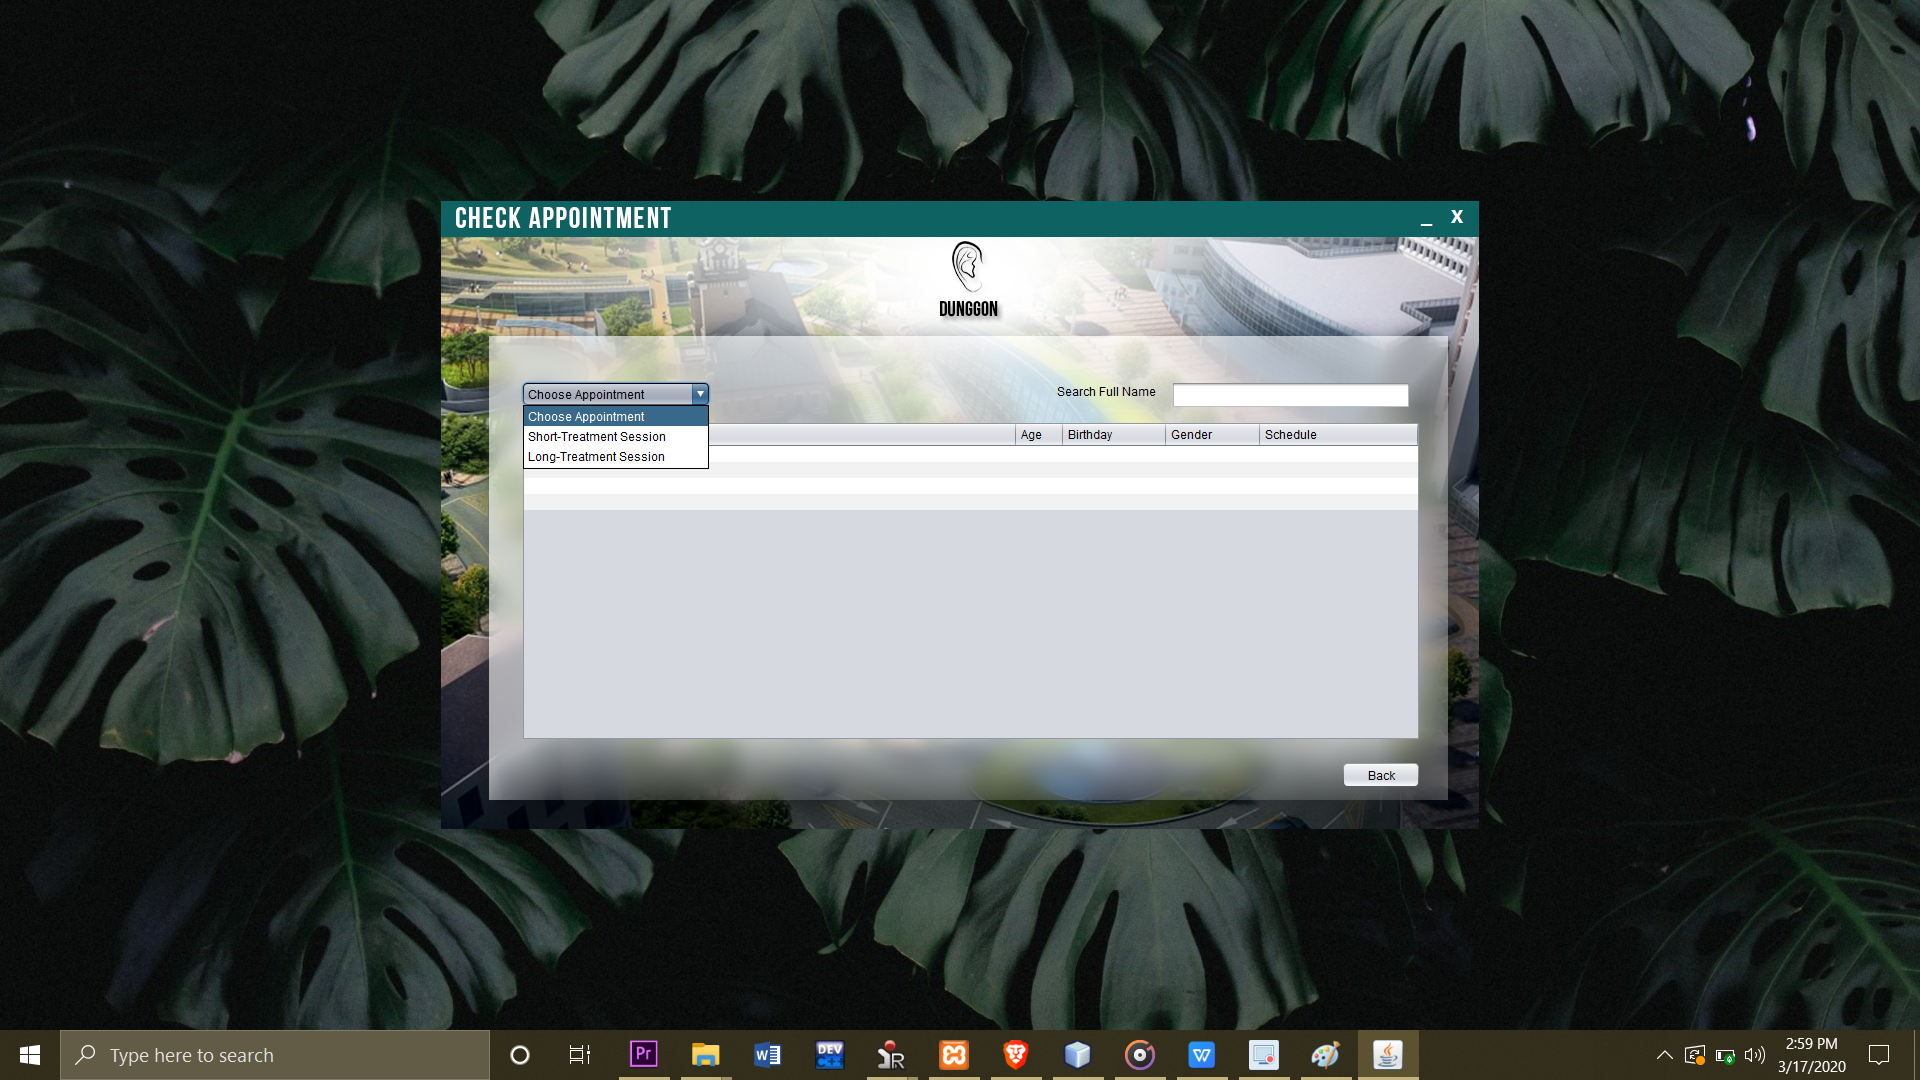 CHECK APPOINTMENT
_ X
DUNGGON
Choose Appointment
Search Full Name
Choose Appointment
Short-Treatment Session
Long-Treatment Session
Age Birthday Gender Schedule
Back
Type here to search
Pr
W
DEV
C++
R
W
2:59 PM
3/17/2020